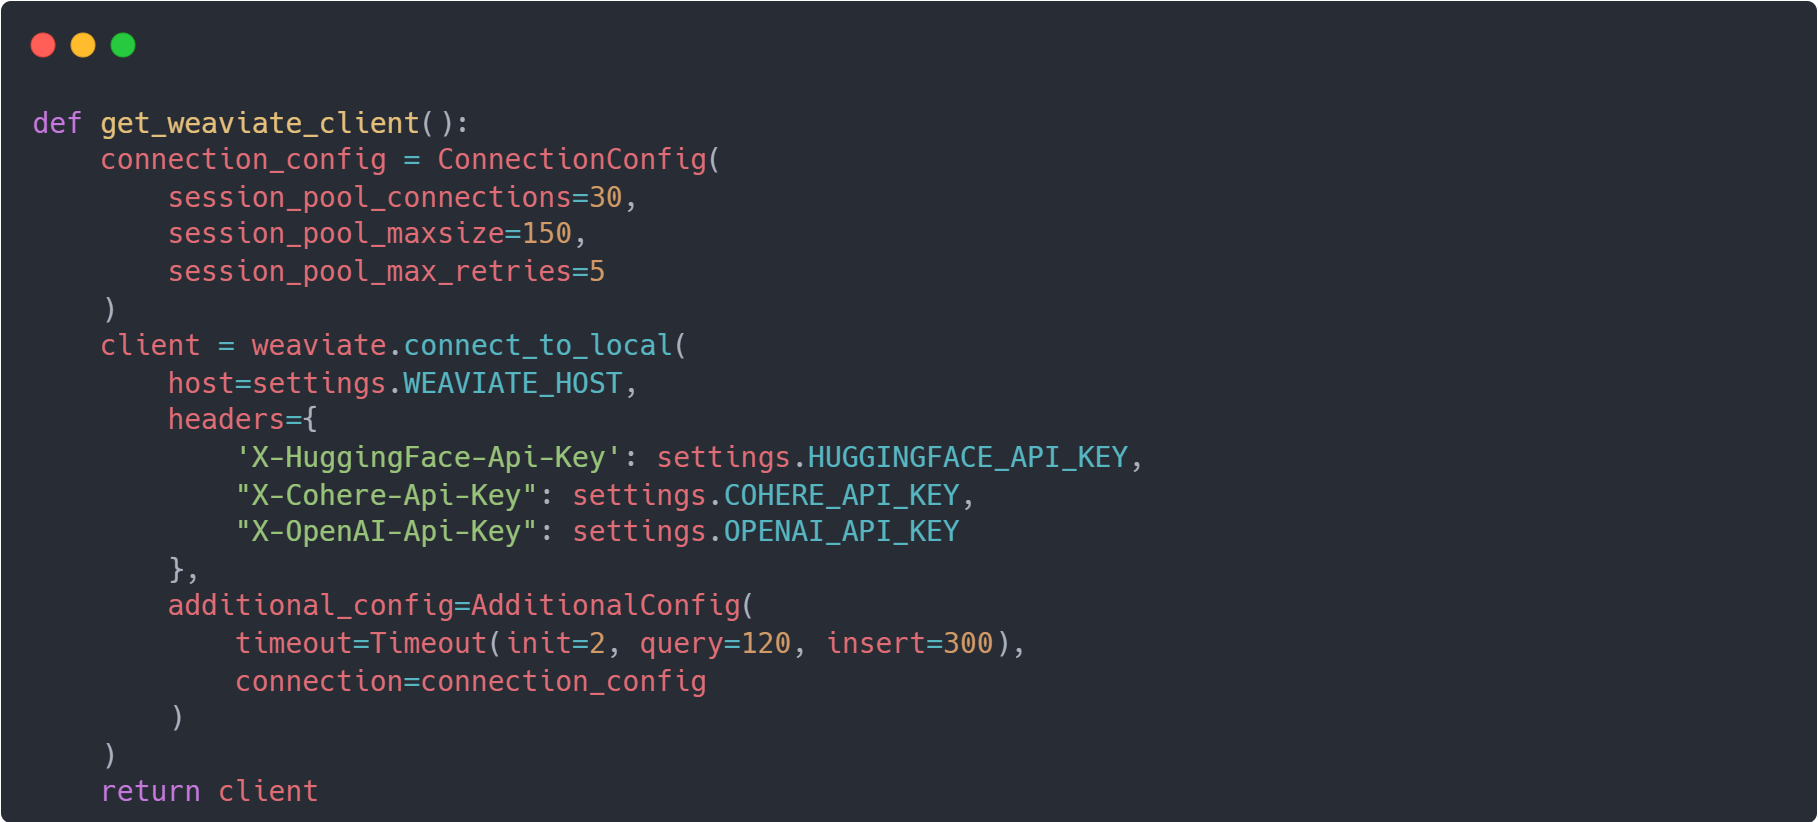 def get_weaviate_client():
    connection_config = ConnectionConfig(
        session_pool_connections=30,
        session_pool_maxsize=150,
        session_pool_max_retries=5
    )
    client = weaviate.connect_to_local(
        host=settings.WEAVIATE_HOST,
        headers={
            'X-HuggingFace-Api-Key': settings.HUGGINGFACE_API_KEY,
            "X-Cohere-Api-Key": settings.COHERE_API_KEY,
            "X-OpenAI-Api-Key": settings.OPENAI_API_KEY
        },
        additional_config=AdditionalConfig(
            timeout=Timeout(init=2, query=120, insert=300),
            connection=connection_config
        )
    )
    return client